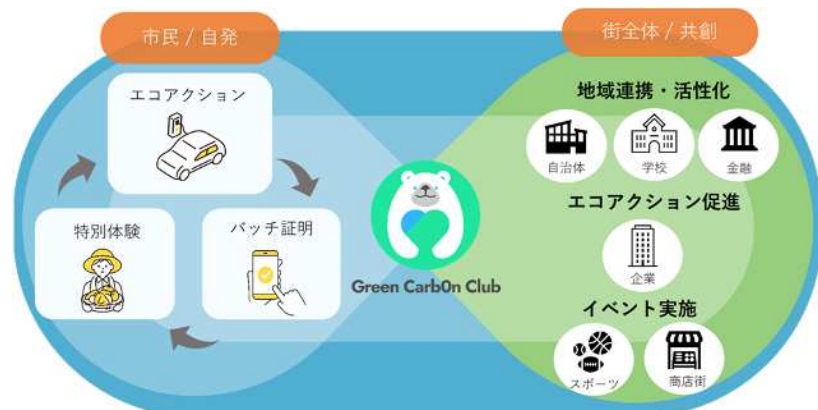 市民 / 自発
街全体 / 共創
エコアクション
特別体験
バッチ証明
Green Carb0n Club
地域連携・活性化
自治体
学校
金融
エコアクション促進
企業
イベント実施
スポーツ
商店街